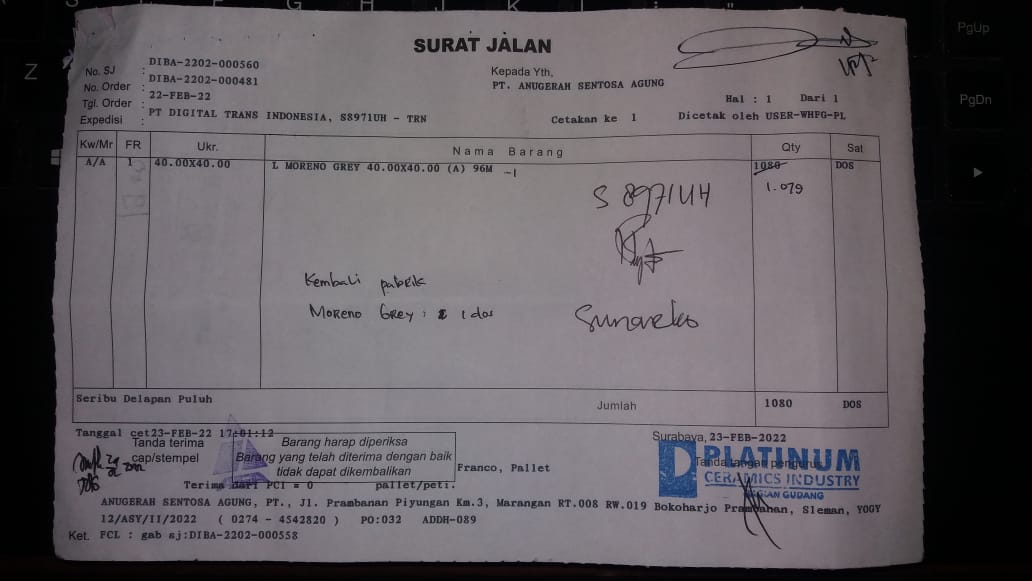 SURAT JALAN
No. SJ : DIBA-2202-000560
No. Order : DIBA-2202-000481
Tgl. Order : 22-FEB-22
Expedisi : PT DIGITAL TRANS INDONESIA, S8971UH - TRN
Kepada Yth,
PT. ANUGERAH SENTOSA AGUNG
Hal : 1 Dari 1
Cetakan ke 1 Dicetak oleh USER-WHFG-PL
Kw/Mr FR Ukr. Nama Barang Qty Sat
A/A 1 40.00X40.00 L MORENO GREY 40.00X40.00 (A) 96M -1 1080 DOS
1.079
S 8971UH
Kembali pabrik
Moreno Grey : 1 dos
Sunarko
Seribu Delapan Puluh Jumlah 1080 DOS
Tanggal cet23-FEB-22 17:01:12
Tanda terima
cap/stempel
Barang harap diperiksa
Barang yang telah diterima dengan baik
tidak dapat dikembalikan
Franco, Pallet
Surabaya, 23-FEB-2022
Tanda tangan pengurus
PLATINUM
CERAMICS INDUSTRY
BAGIAN GUDANG
Terima dari PCI = 0 pallet/peti.
ANUGERAH SENTOSA AGUNG, PT., Jl. Prambanan Piyungan Km.3, Marangan RT.008 RW.019 Bokoharjo Prambanan, Sleman, YOGY
12/ASY/II/2022 ( 0274 - 4542820 ) PO:032 ADDH-089
Ket. FCL : gab sj:DIBA-2202-000558
PgUp
PgDn
Z